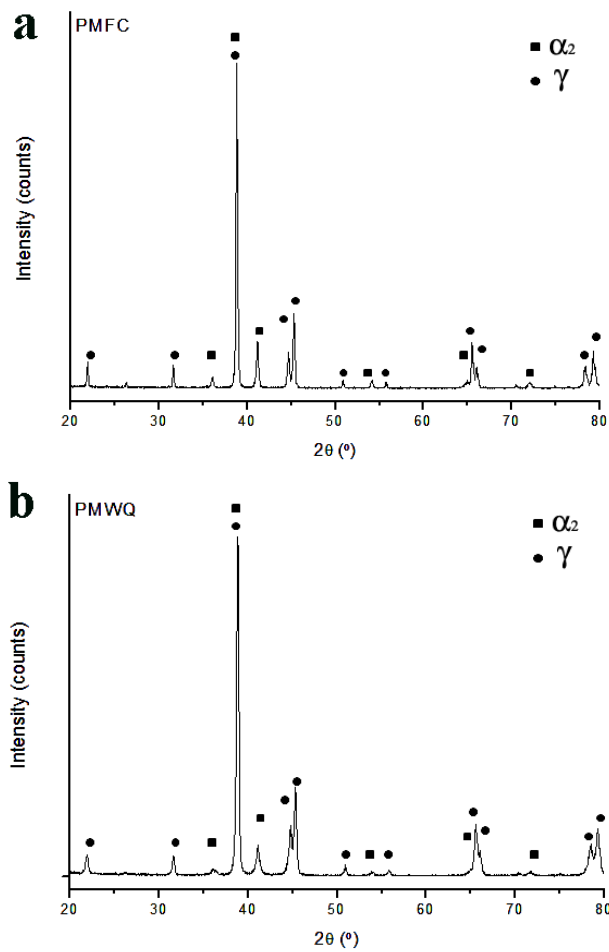 a
PMFC
■ α₂
● γ
Intensity (counts)
20 30 40 50 60 70 80
2θ (º)
b
PMWQ
■ α₂
● γ
Intensity (counts)
20 30 40 50 60 70 80
2θ (º)